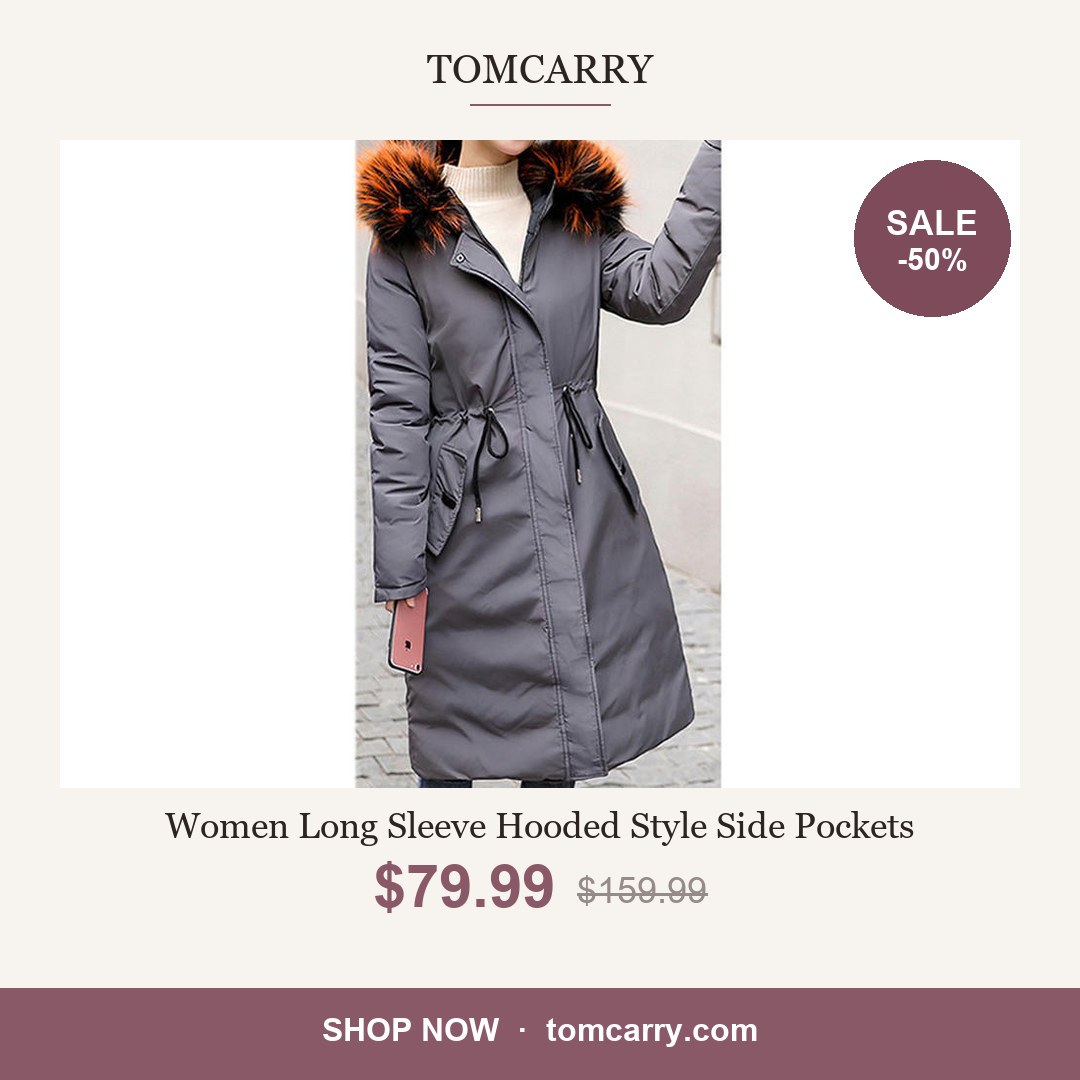 TOMCARRY
SALE
-50%
Women Long Sleeve Hooded Style Side Pockets
$79.99 $159.99
SHOP NOW · tomcarry.com